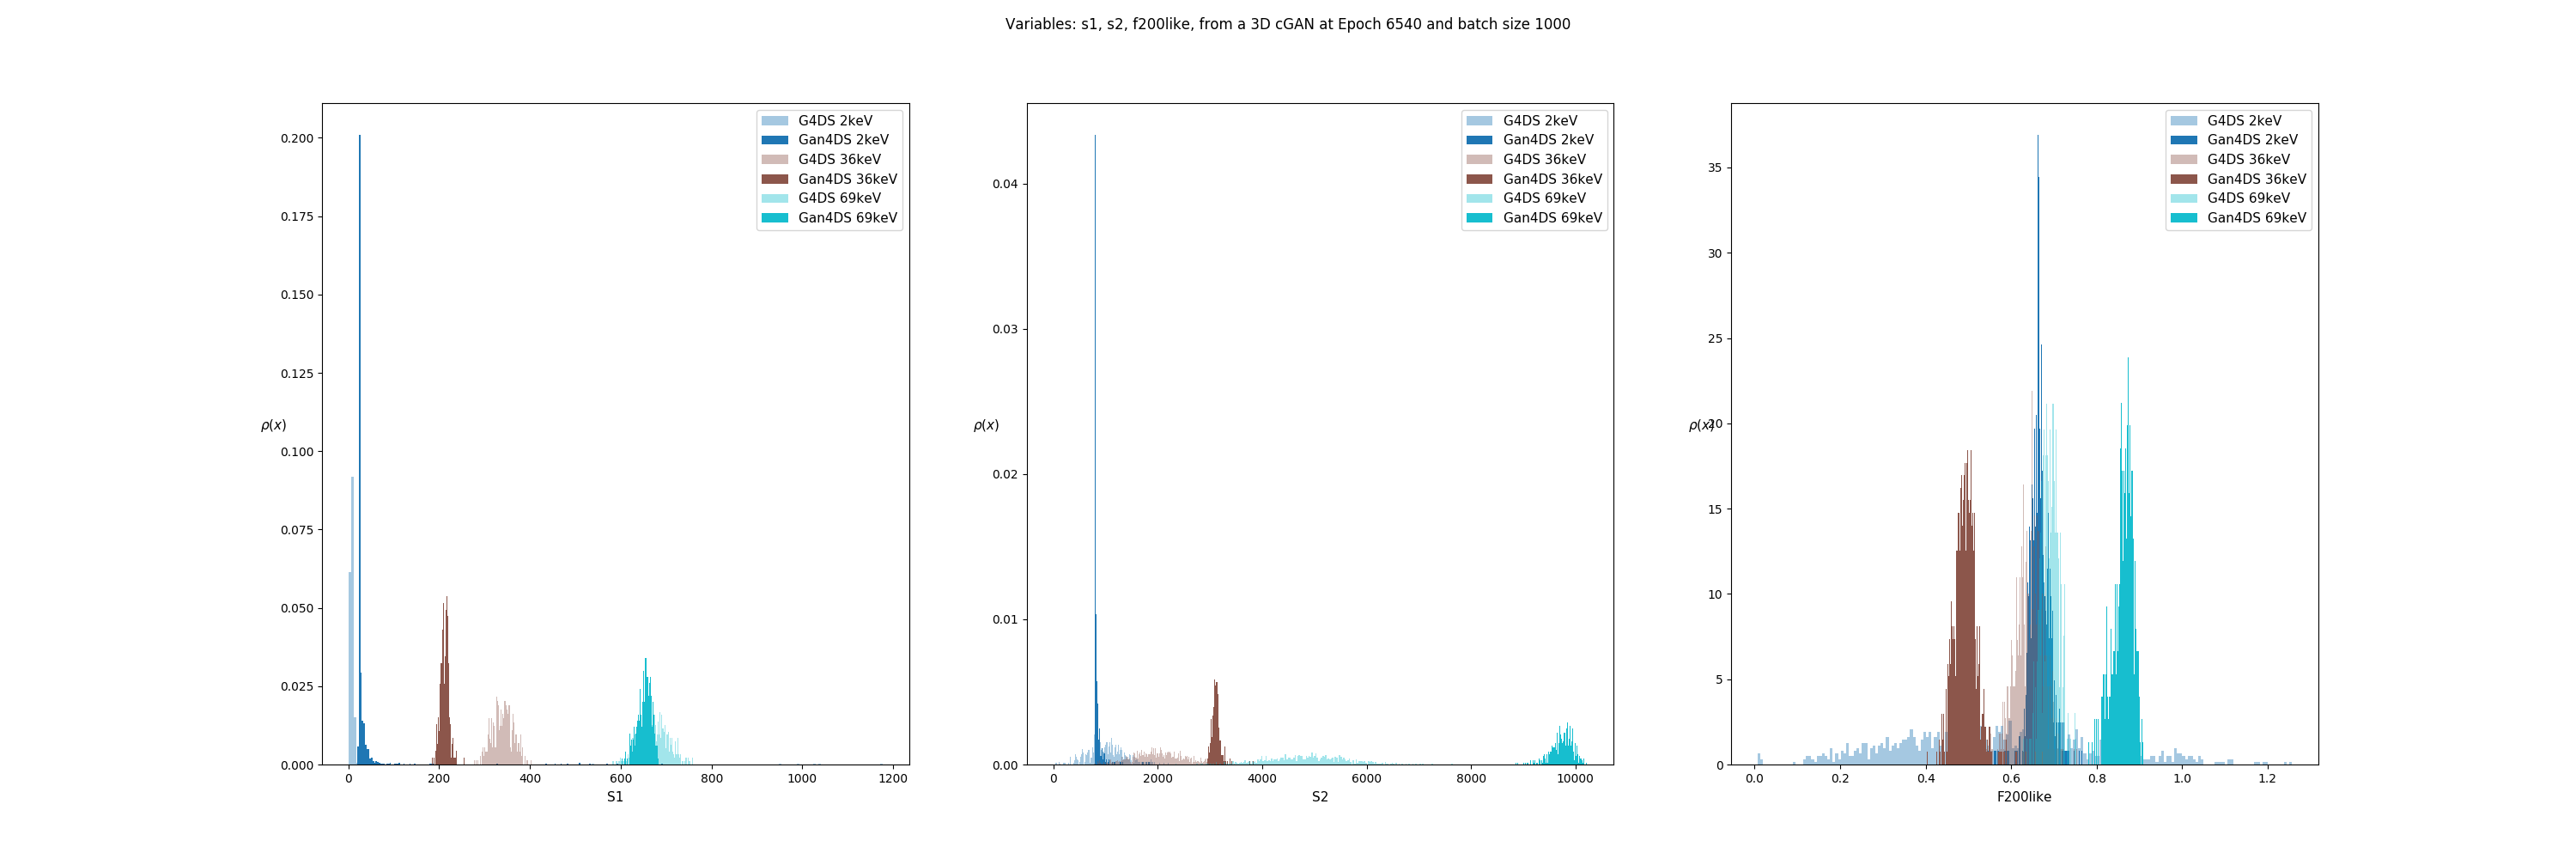 Variables: s1, s2, f200like, from a 3D cGAN at Epoch 6540 and batch size 1000
G4DS 2keV
Gan4DS 2keV
G4DS 36keV
Gan4DS 36keV
G4DS 69keV
Gan4DS 69keV
0.200
0.175
0.150
0.125
0.100
0.075
0.050
0.025
0.000
ρ(x)
0 200 400 600 800 1000 1200
S1
G4DS 2keV
Gan4DS 2keV
G4DS 36keV
Gan4DS 36keV
G4DS 69keV
Gan4DS 69keV
0.04
0.03
0.02
0.01
0.00
ρ(x)
0 2000 4000 6000 8000 10000
S2
G4DS 2keV
Gan4DS 2keV
G4DS 36keV
Gan4DS 36keV
G4DS 69keV
Gan4DS 69keV
35
30
25
20
15
10
5
0
ρ(x)
0.0 0.2 0.4 0.6 0.8 1.0 1.2
F200like